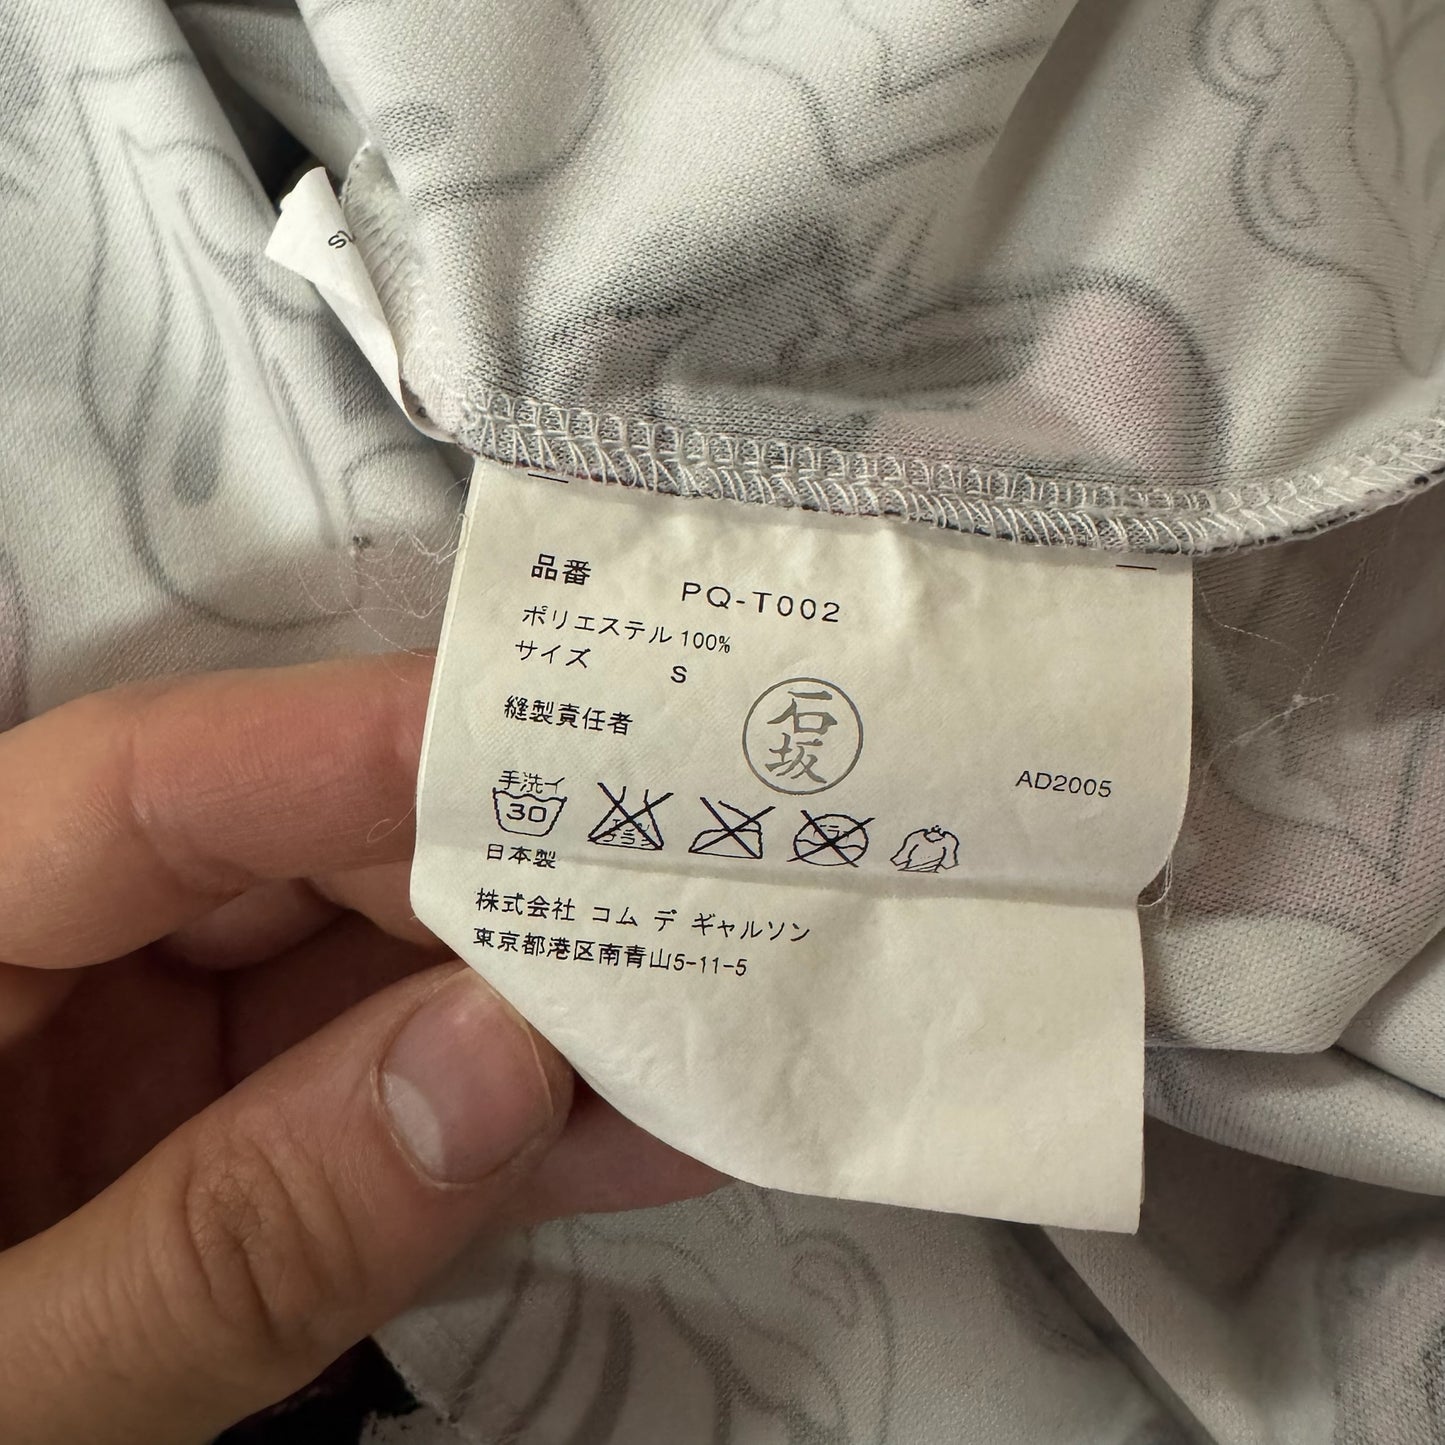 品番 PQ-T002
ポリエステル 100%
サイズ S
縫製責任者
石坂
AD2005
手洗イ
30
日本製
株式会社 コム デ ギャルソン
東京都港区南青山5-11-5